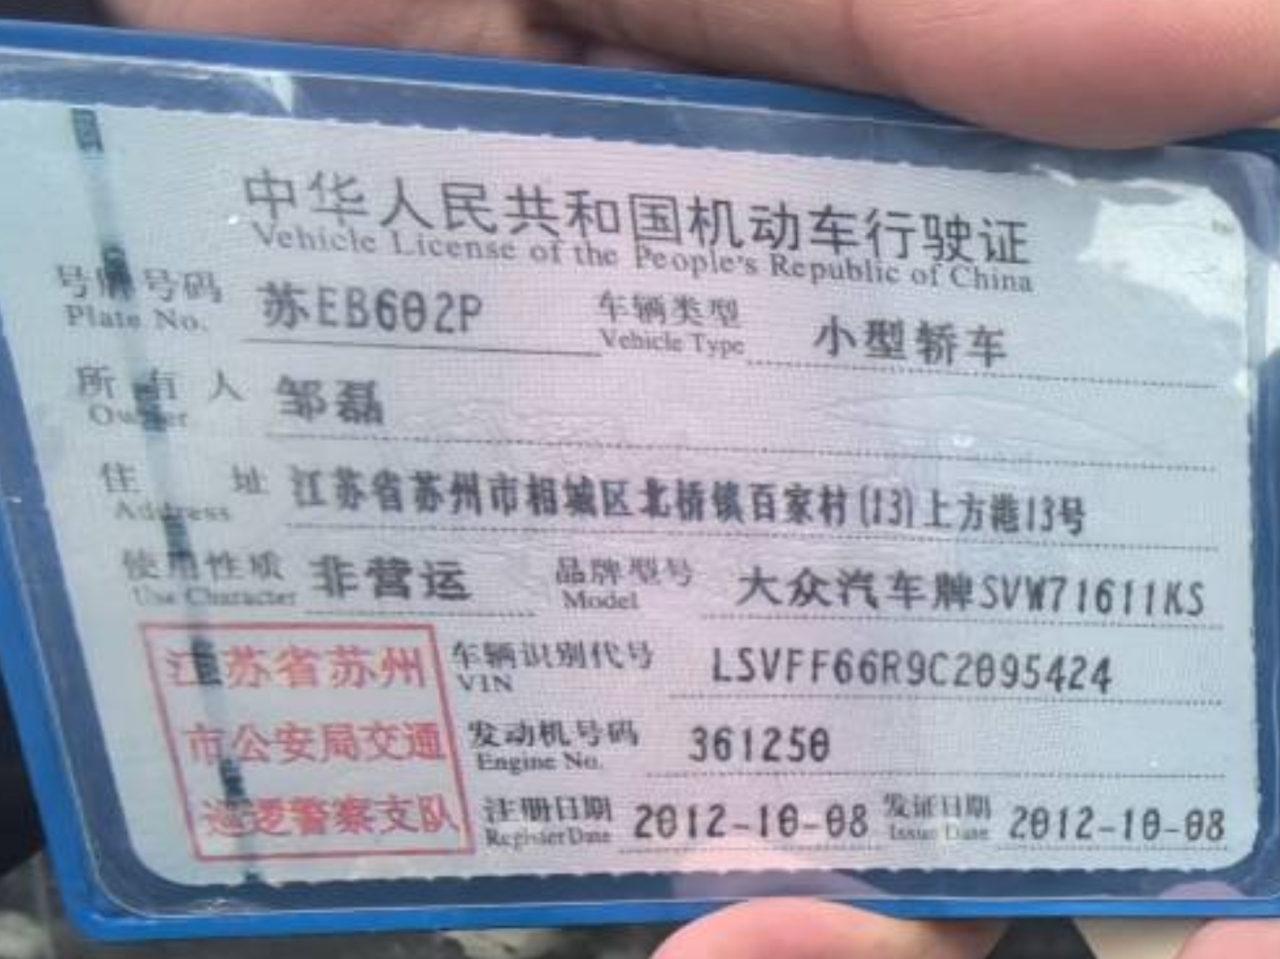 中华人民共和国机动车行驶证
Vehicle License of the People's Republic of China
号牌号码 苏EB602P 车辆类型 小型轿车
Plate No. Vehicle Type
所有人 邹磊
Owner
住址 江苏省苏州市相城区北桥镇百家村(13)上方港13号
Address
使用性质 非营运 品牌型号 大众汽车牌SVW71611KS
Use Character Model
江苏省苏州
市公安局交通
巡逻警察支队
车辆识别代号 LSVFF66R9C2095424
VIN
发动机号码 361250
Engine No.
注册日期 2012-10-08 发证日期 2012-10-08
Register Date Issue Date